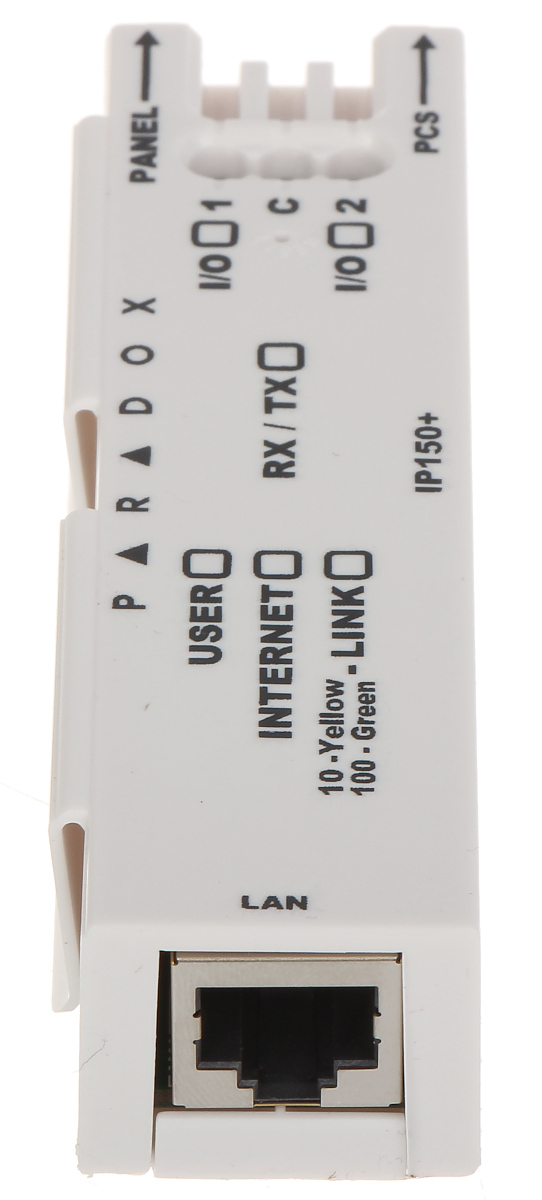 PANEL
PCS
I/O 1
C
I/O 2
PARADOX
RX / TX
IP150+
USER
INTERNET
10 -Yellow
100 - Green
- LINK
LAN